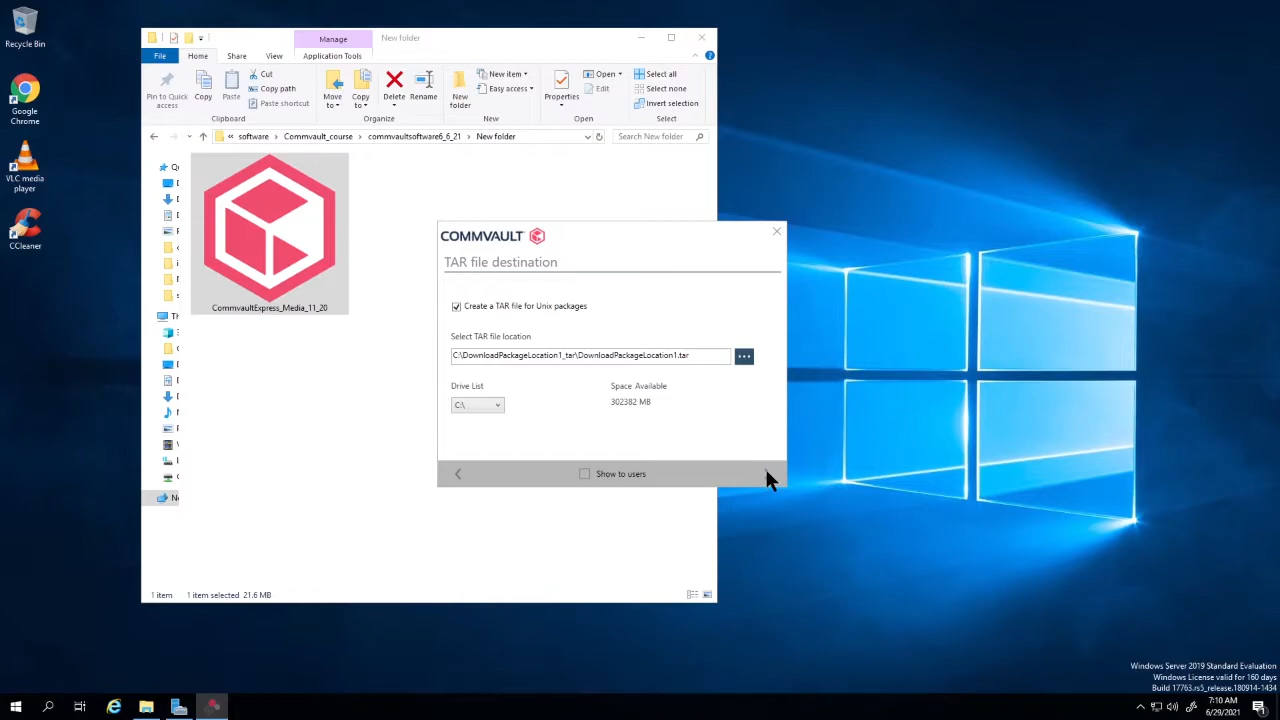 Recycle Bin
Google Chrome
VLC media player
CCleaner
Manage
New folder
File
Home
Share
View
Application Tools
Pin to Quick access
Copy
Paste
Cut
Copy path
Paste shortcut
Clipboard
Move to
Copy to
Delete
Rename
Organize
New folder
New item
Easy access
New
Properties
Open
Edit
Open
Select all
Select none
Invert selection
Select
« software › Commvault_course › commvaultsoftware6_6_21 › New folder
Search New folder
CommvaultExpress_Media_11_20
COMMVAULT
TAR file destination
Create a TAR file for Unix packages
Select TAR file location
C:\DownloadPackageLocation1_tar\DownloadPackageLocation1.tar
Drive List
Space Available
C:\
302382 MB
Show to users
1 item
1 item selected 21.6 MB
Windows Server 2019 Standard Evaluation
Windows License valid for 160 days
Build 17763.rs5_release.180914-1434
7:10 AM
6/29/2021